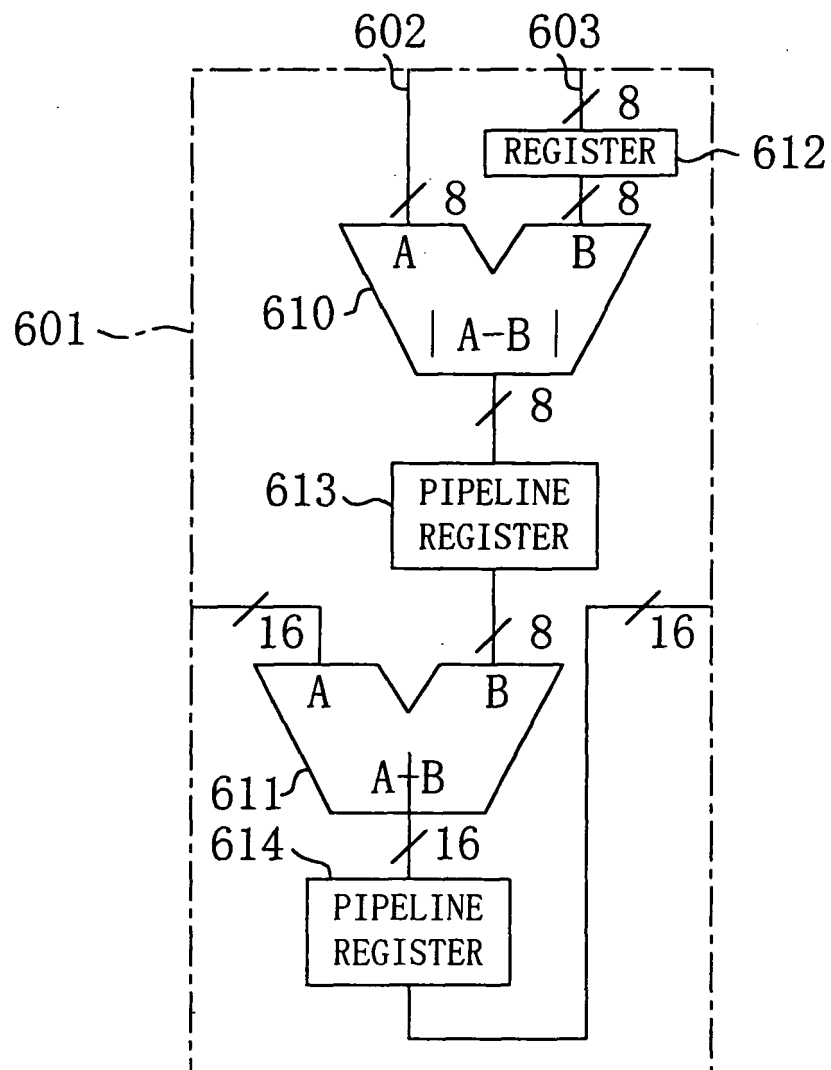 602
603
8
REGISTER
612
8
8
A
B
610
|A-B|
601
8
613
PIPELINE
REGISTER
16
8
16
A
B
A+B
611
16
614
PIPELINE
REGISTER